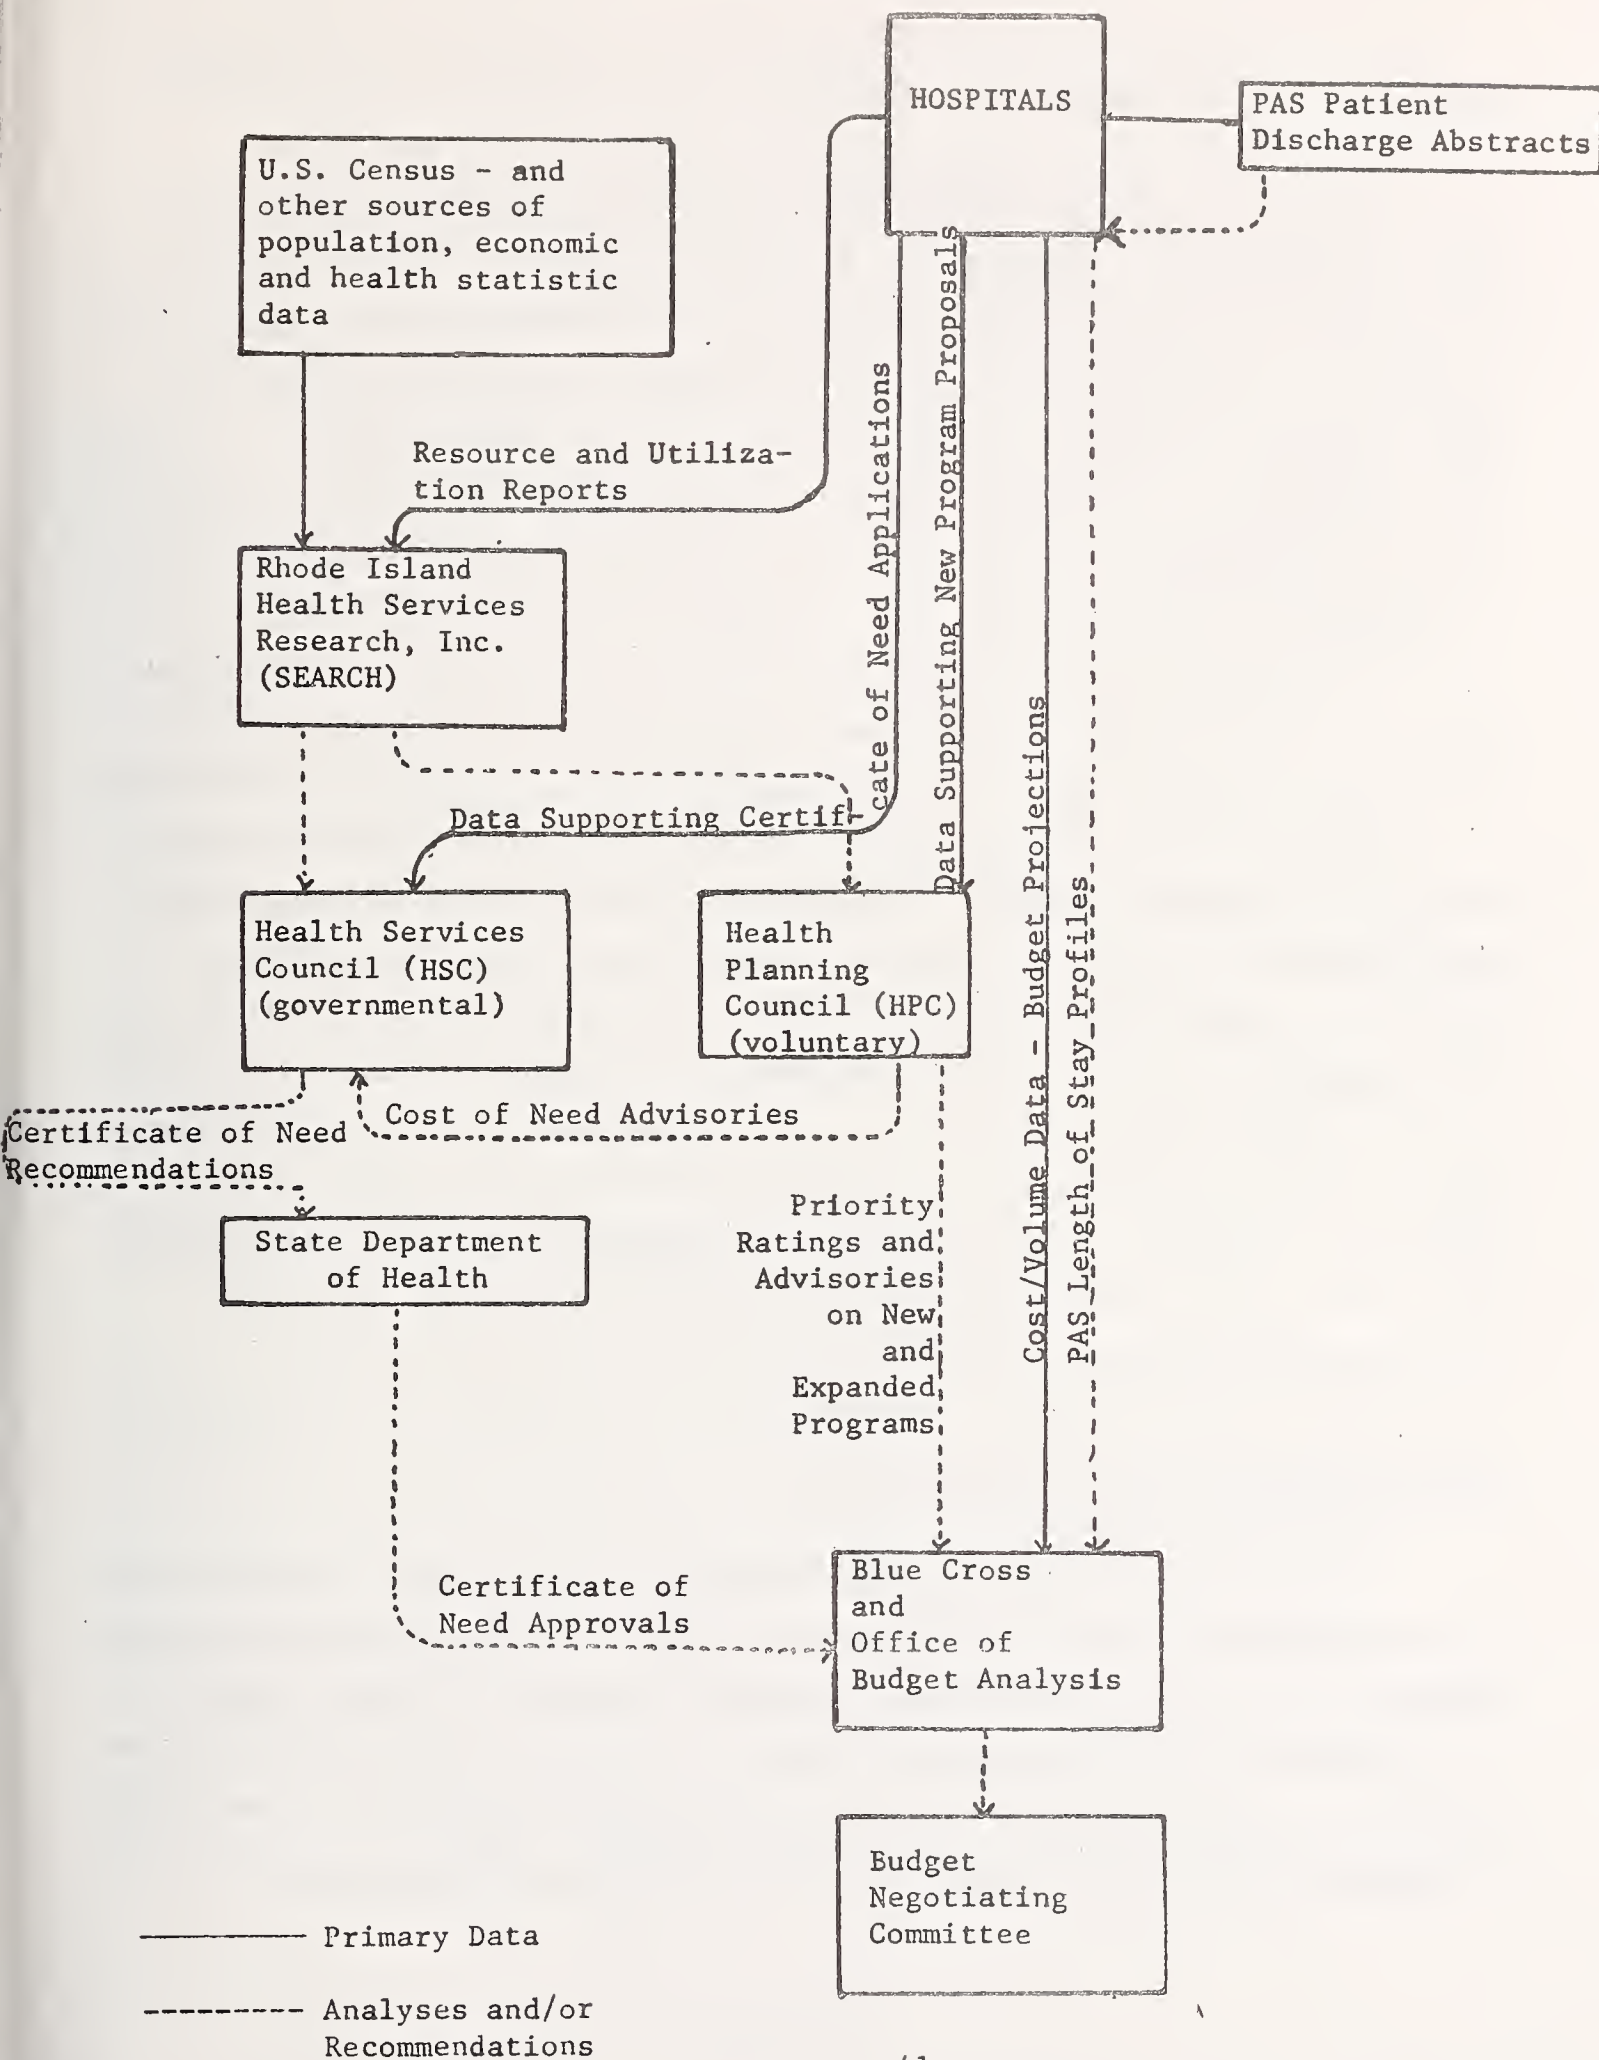 HOSPITALS
PAS Patient
Discharge Abstracts
U.S. Census - and
other sources of
population, economic
and health statistic
data
Resource and Utiliza-
tion Reports
Rhode Island
Health Services
Research, Inc.
(SEARCH)
Data Supporting Certifi-
cate of Need Applications
Data Supporting New Program Proposals
Cost/Volume Data - Budget Projections
PAS Length of Stay Profiles
Health Services
Council (HSC)
(governmental)
Health
Planning
Council (HPC)
(voluntary)
Cost of Need Advisories
Certificate of Need
Recommendations
State Department
of Health
Priority
Ratings and
Advisories
on New
and
Expanded
Programs
Certificate of
Need Approvals
Blue Cross
and
Office of
Budget Analysis
Budget
Negotiating
Committee
Primary Data
Analyses and/or
Recommendations